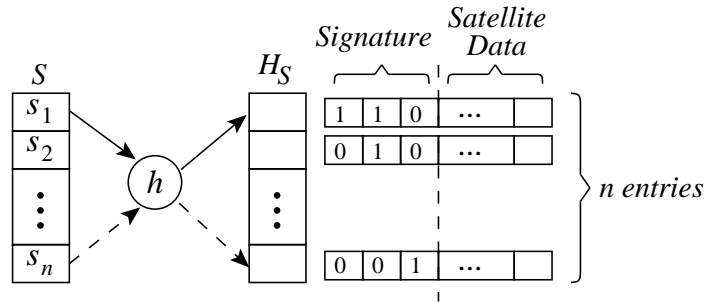 Signature Satellite Data
S H_S
s_1 1 1 0 ...
s_2 0 1 0 ...
h
n entries
s_n 0 0 1 ...